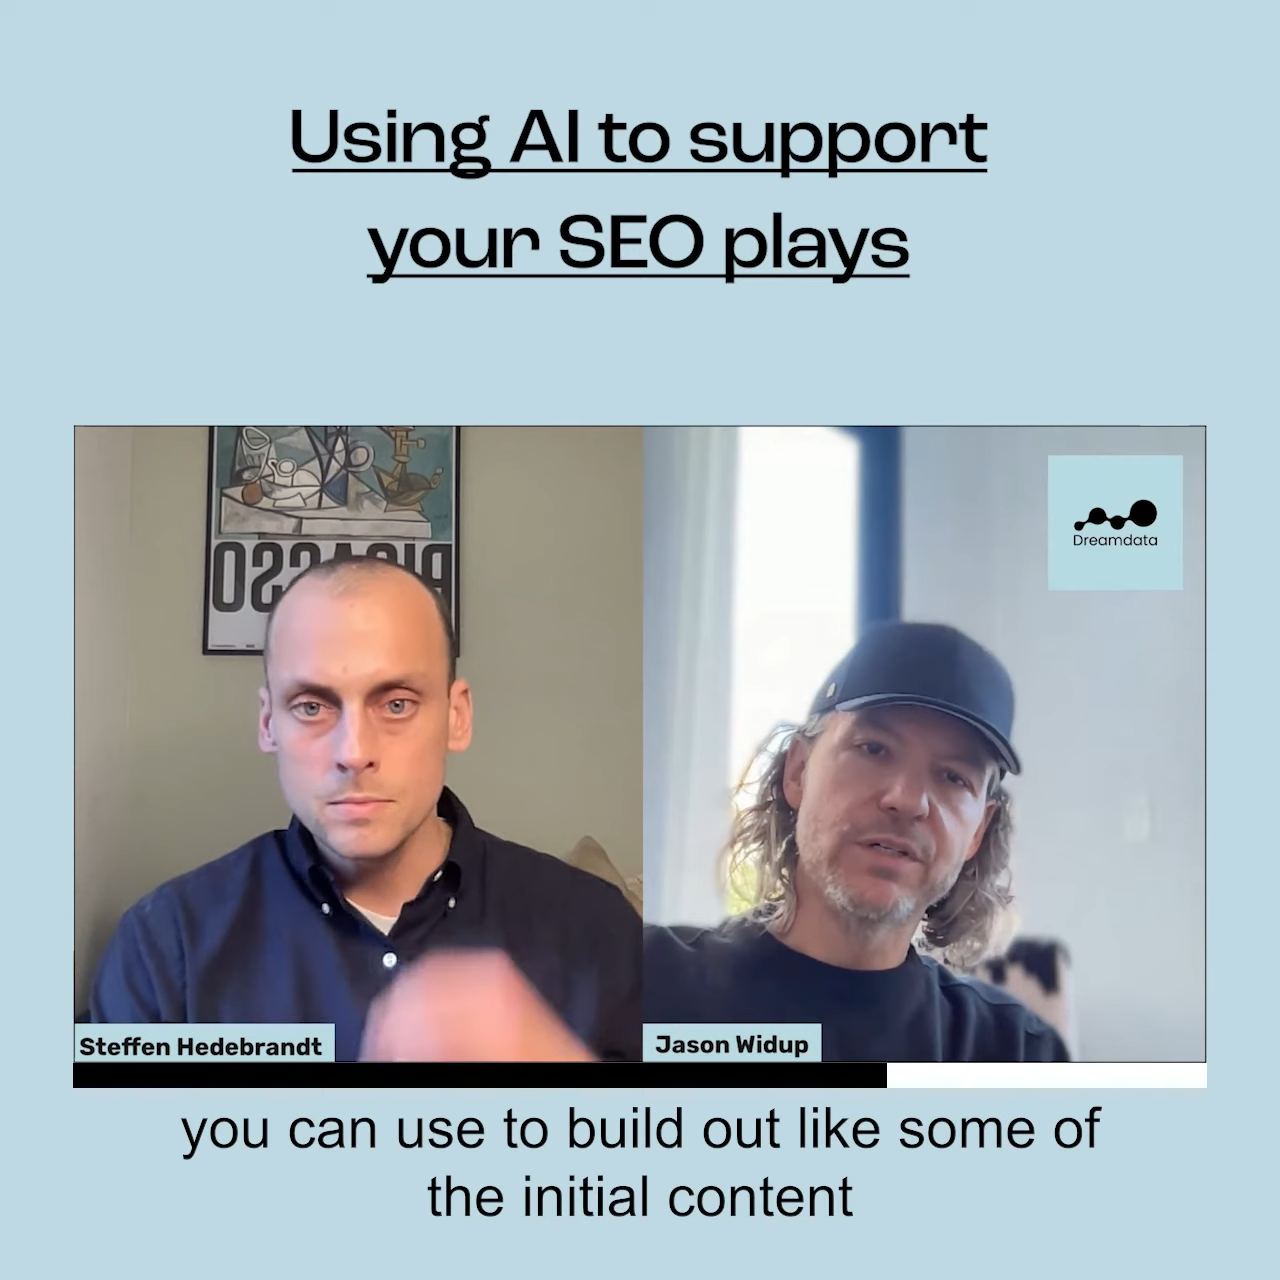 Using AI to support
your SEO plays
PICASSO
Dreamdata
Steffen Hedebrandt
Jason Widup
you can use to build out like some of
the initial content